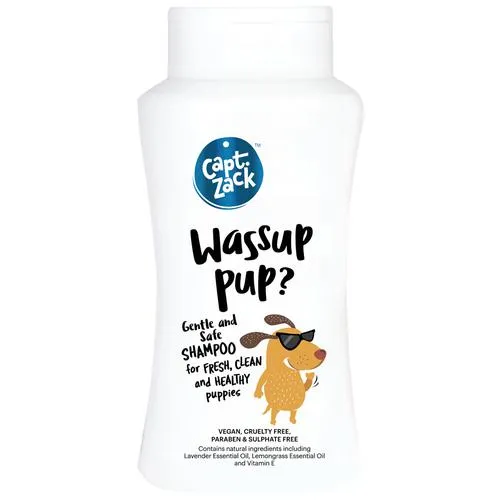 Capt.
Zack
TM
Wassup
pup?
Gentle and
Safe
SHAMPOO
for FRESH, CLEAN
and HEALTHY
puppies
VEGAN, CRUELTY FREE,
PARABEN & SULPHATE FREE
Contains natural ingredients including
Lavender Essential Oil, Lemongrass Essential Oil
and Vitamin E